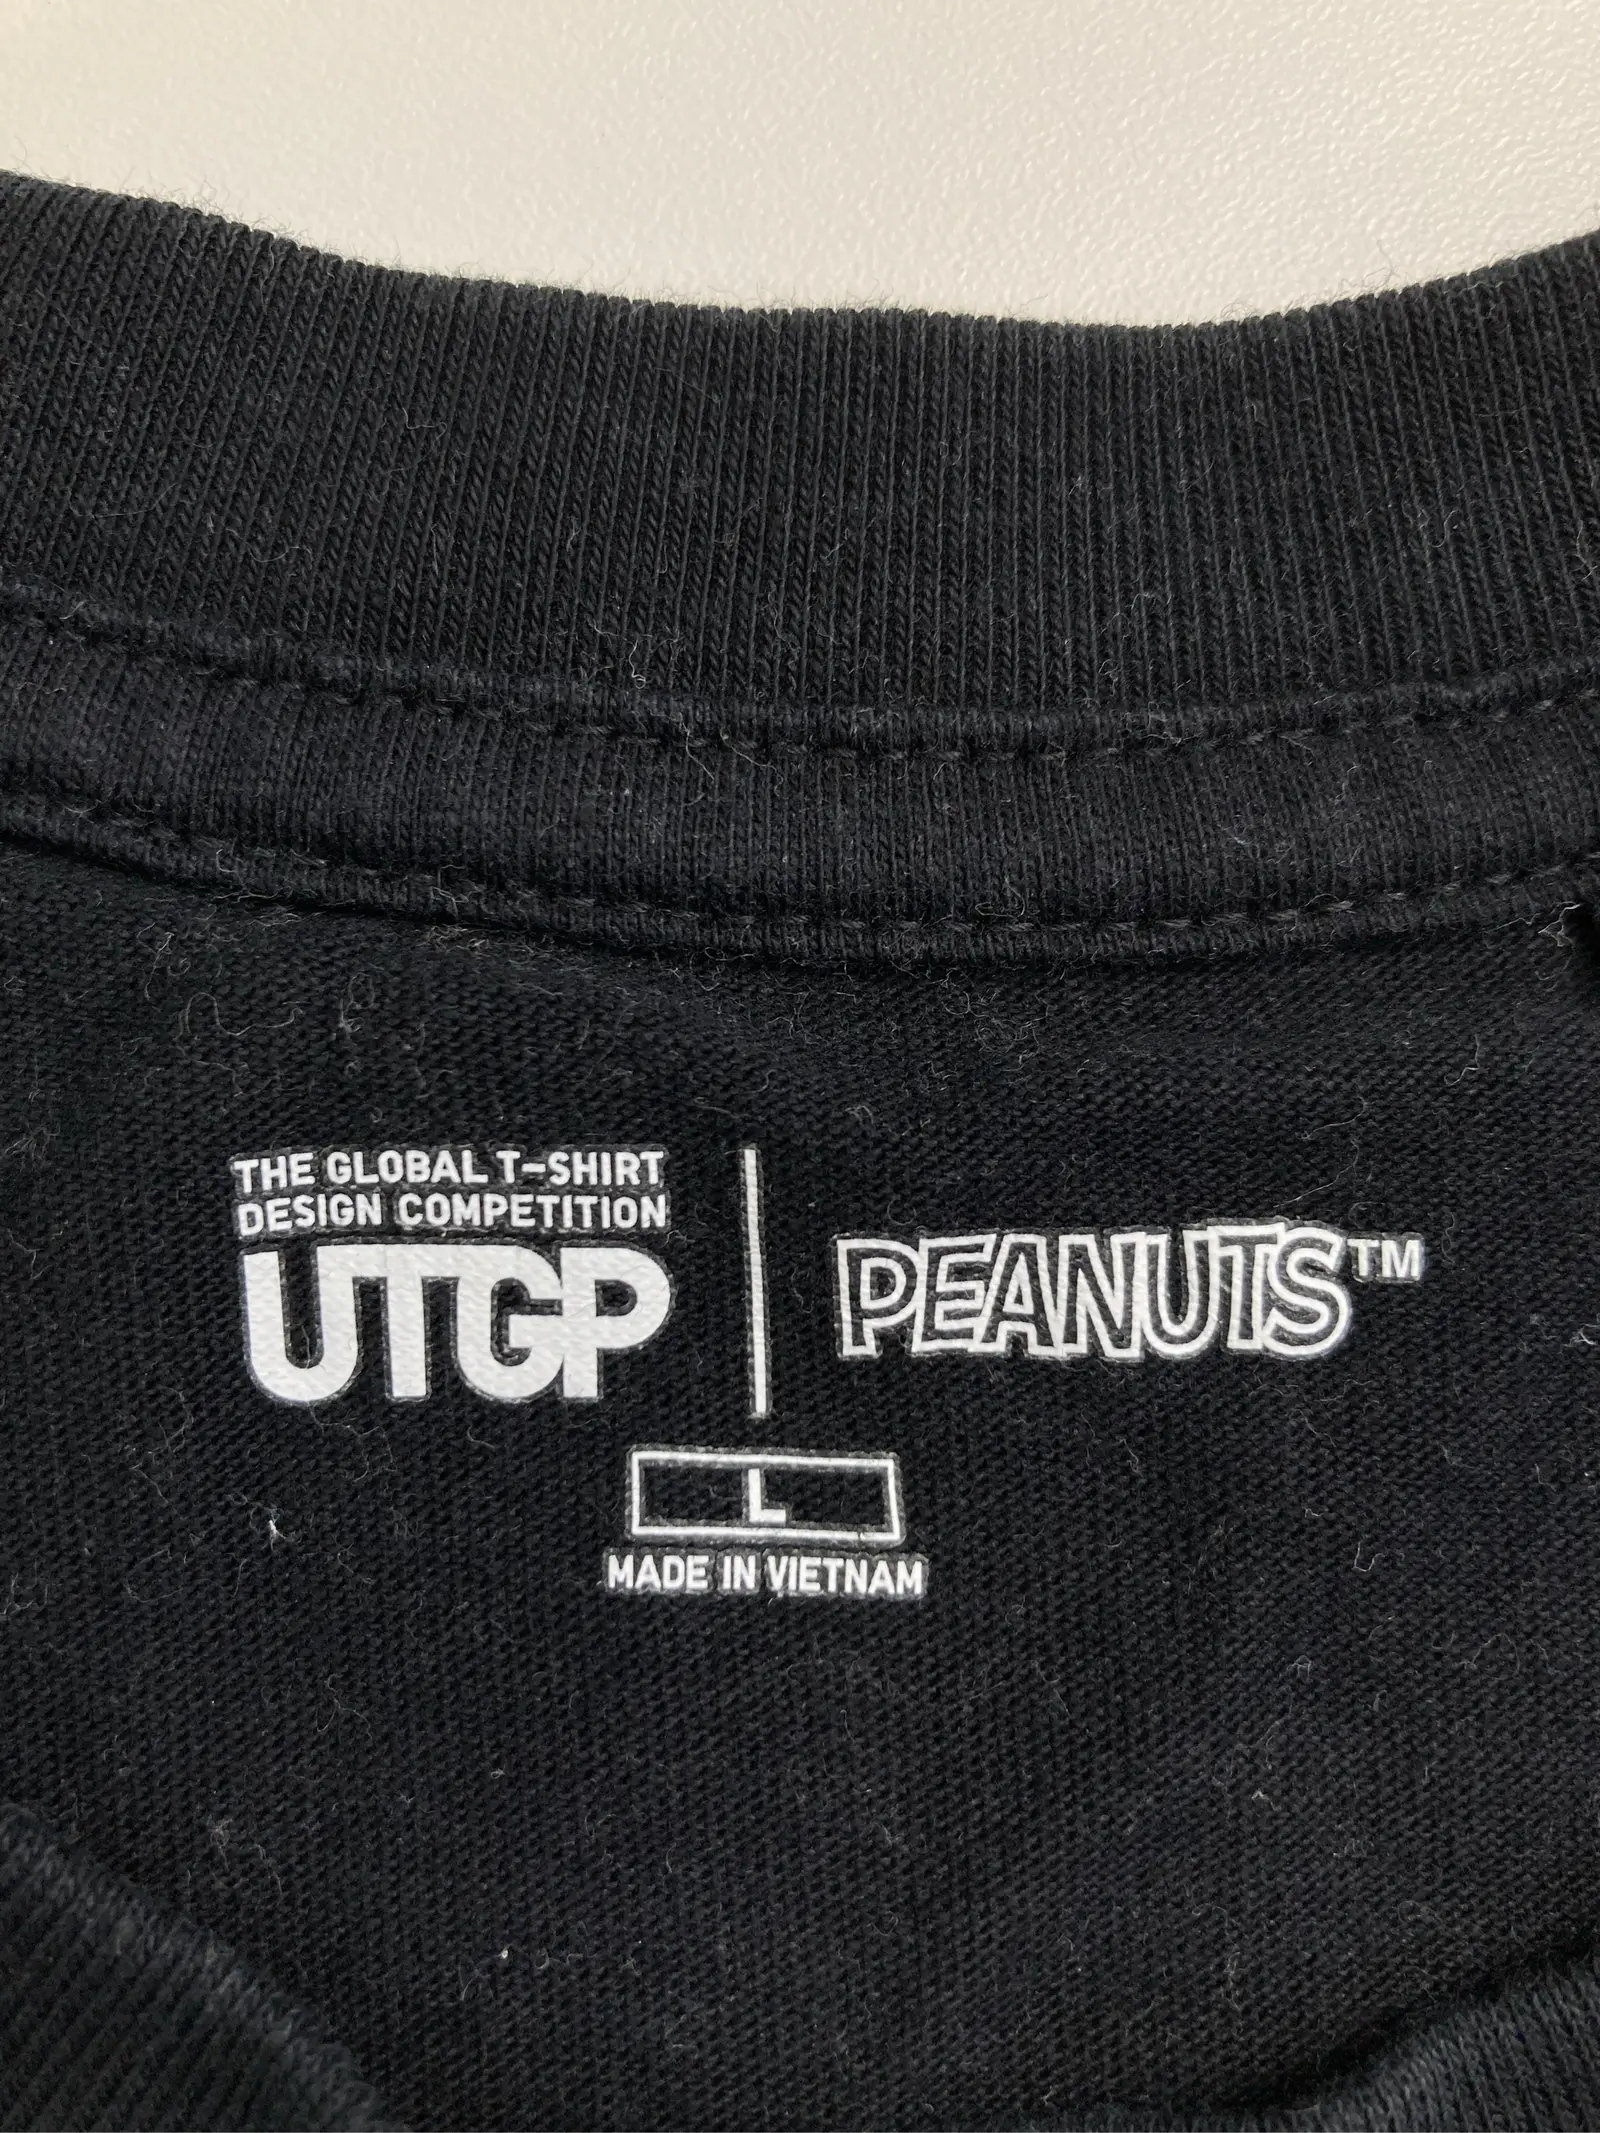 THE GLOBAL T-SHIRT
DESIGN COMPETITION
UTGP
PEANUTS™
L
MADE IN VIETNAM